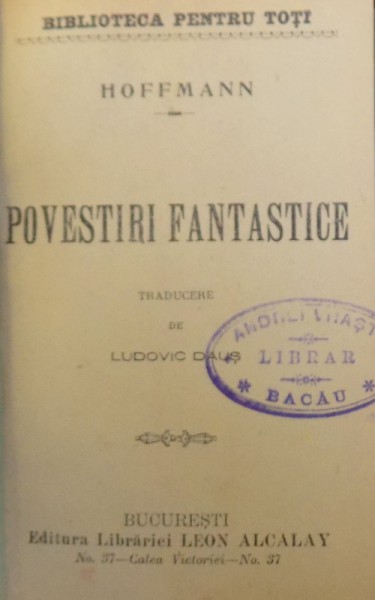 BIBLIOTECA PENTRU TOȚI
HOFFMANN
POVESTIRI FANTASTICE
TRADUCERE
DE
LUDOVIC DAUS
LIBRAR
* BACĂU *
BUCUREȘTI
Editura Librăriei LEON ALCALAY
No. 37—Calea Victoriei—No. 37